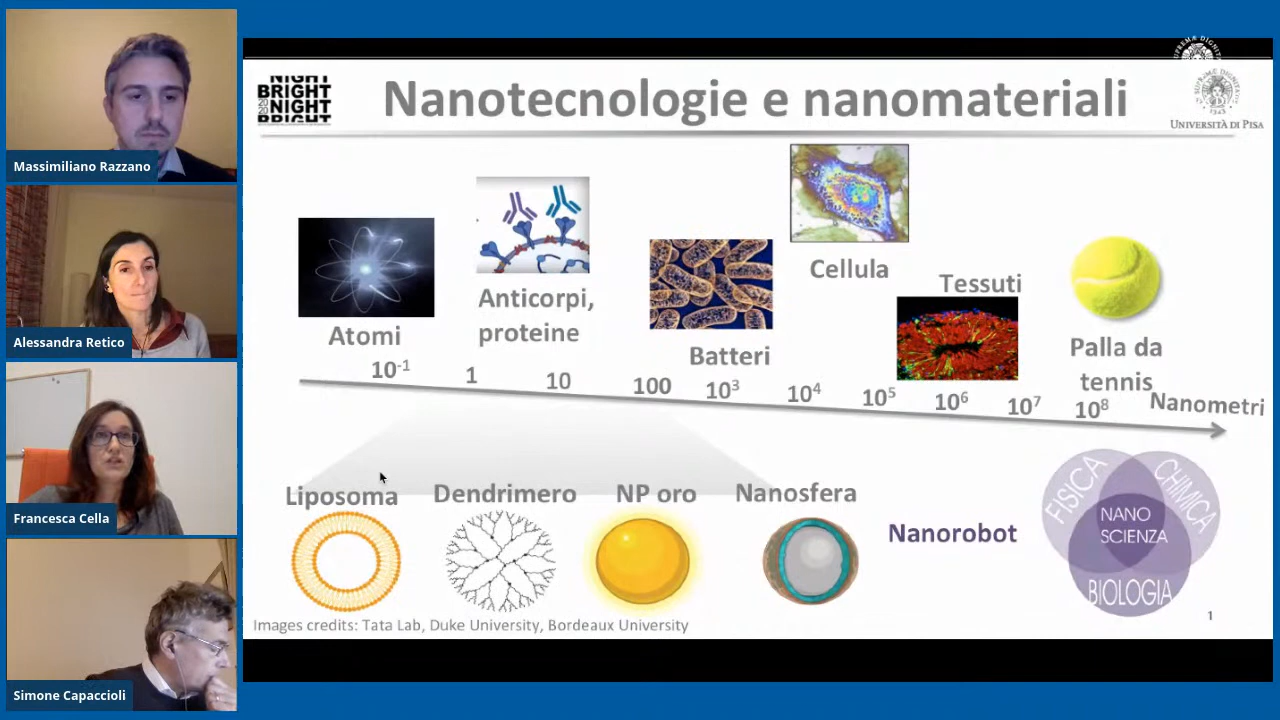 Massimiliano Razzano
Alessandra Retico
Francesca Cella
Simone Capaccioli
NIGHT
BRIGHT
NIGHT
BRIGHT
Nanotecnologie e nanomateriali
UNIVERSITÀ DI PISA
Atomi
Anticorpi,
proteine
Batteri
Cellula
Tessuti
Palla da
tennis
10⁻¹ 1 10 100 10³ 10⁴ 10⁵ 10⁶ 10⁷ 10⁸ Nanometri
Liposoma Dendrimero NP oro Nanosfera
Nanorobot
FISICA
CHIMICA
NANO
SCIENZA
BIOLOGIA
Images credits: Tata Lab, Duke University, Bordeaux University
1